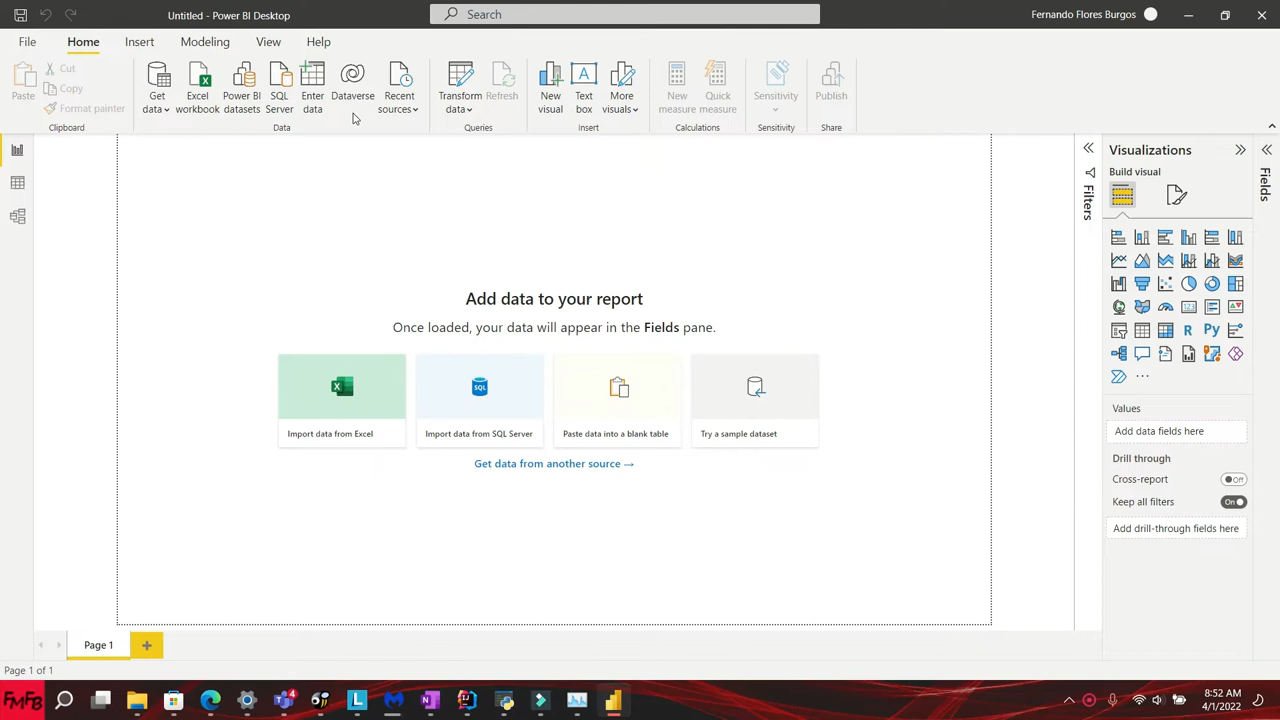 Untitled - Power BI Desktop
Search
Fernando Flores Burgos
File
Home
Insert
Modeling
View
Help
Paste
Cut
Copy
Format painter
Clipboard
Get data
Excel workbook
Power BI datasets
SQL Server
Enter data
Dataverse
Recent sources
Data
Transform data
Refresh
Queries
New visual
Text box
More visuals
Insert
New measure
Quick measure
Calculations
Sensitivity
Sensitivity
Publish
Share
Add data to your report
Once loaded, your data will appear in the Fields pane.
Import data from Excel
Import data from SQL Server
Paste data into a blank table
Try a sample dataset
Get data from another source →
Filters
Visualizations
Build visual
R
Py
Values
Add data fields here
Drill through
Cross-report
Off
Keep all filters
On
Add drill-through fields here
Fields
Page 1
Page 1 of 1
FMFB
4
8:52 AM
4/1/2022